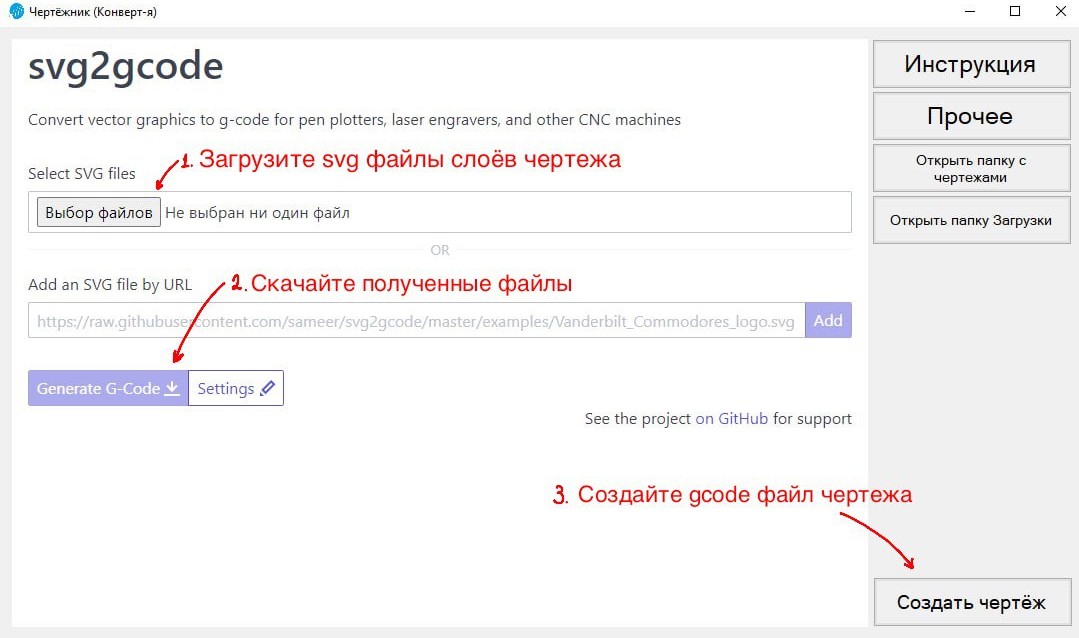 Чертёжник (Конверт-я)
svg2gcode
Convert vector graphics to g-code for pen plotters, laser engravers, and other CNC machines
1. Загрузите svg файлы слоёв чертежа
Select SVG files
Выбор файлов Не выбран ни один файл
OR
Add an SVG file by URL
2. Скачайте полученные файлы
https://raw.githubusercontent.com/sameer/svg2gcode/master/examples/Vanderbilt_Commodores_logo.svg Add
Generate G-Code Settings
See the project on GitHub for support
3. Создайте gcode файл чертежа
Инструкция
Прочее
Открыть папку с
чертежами
Открыть папку Загрузки
Создать чертёж